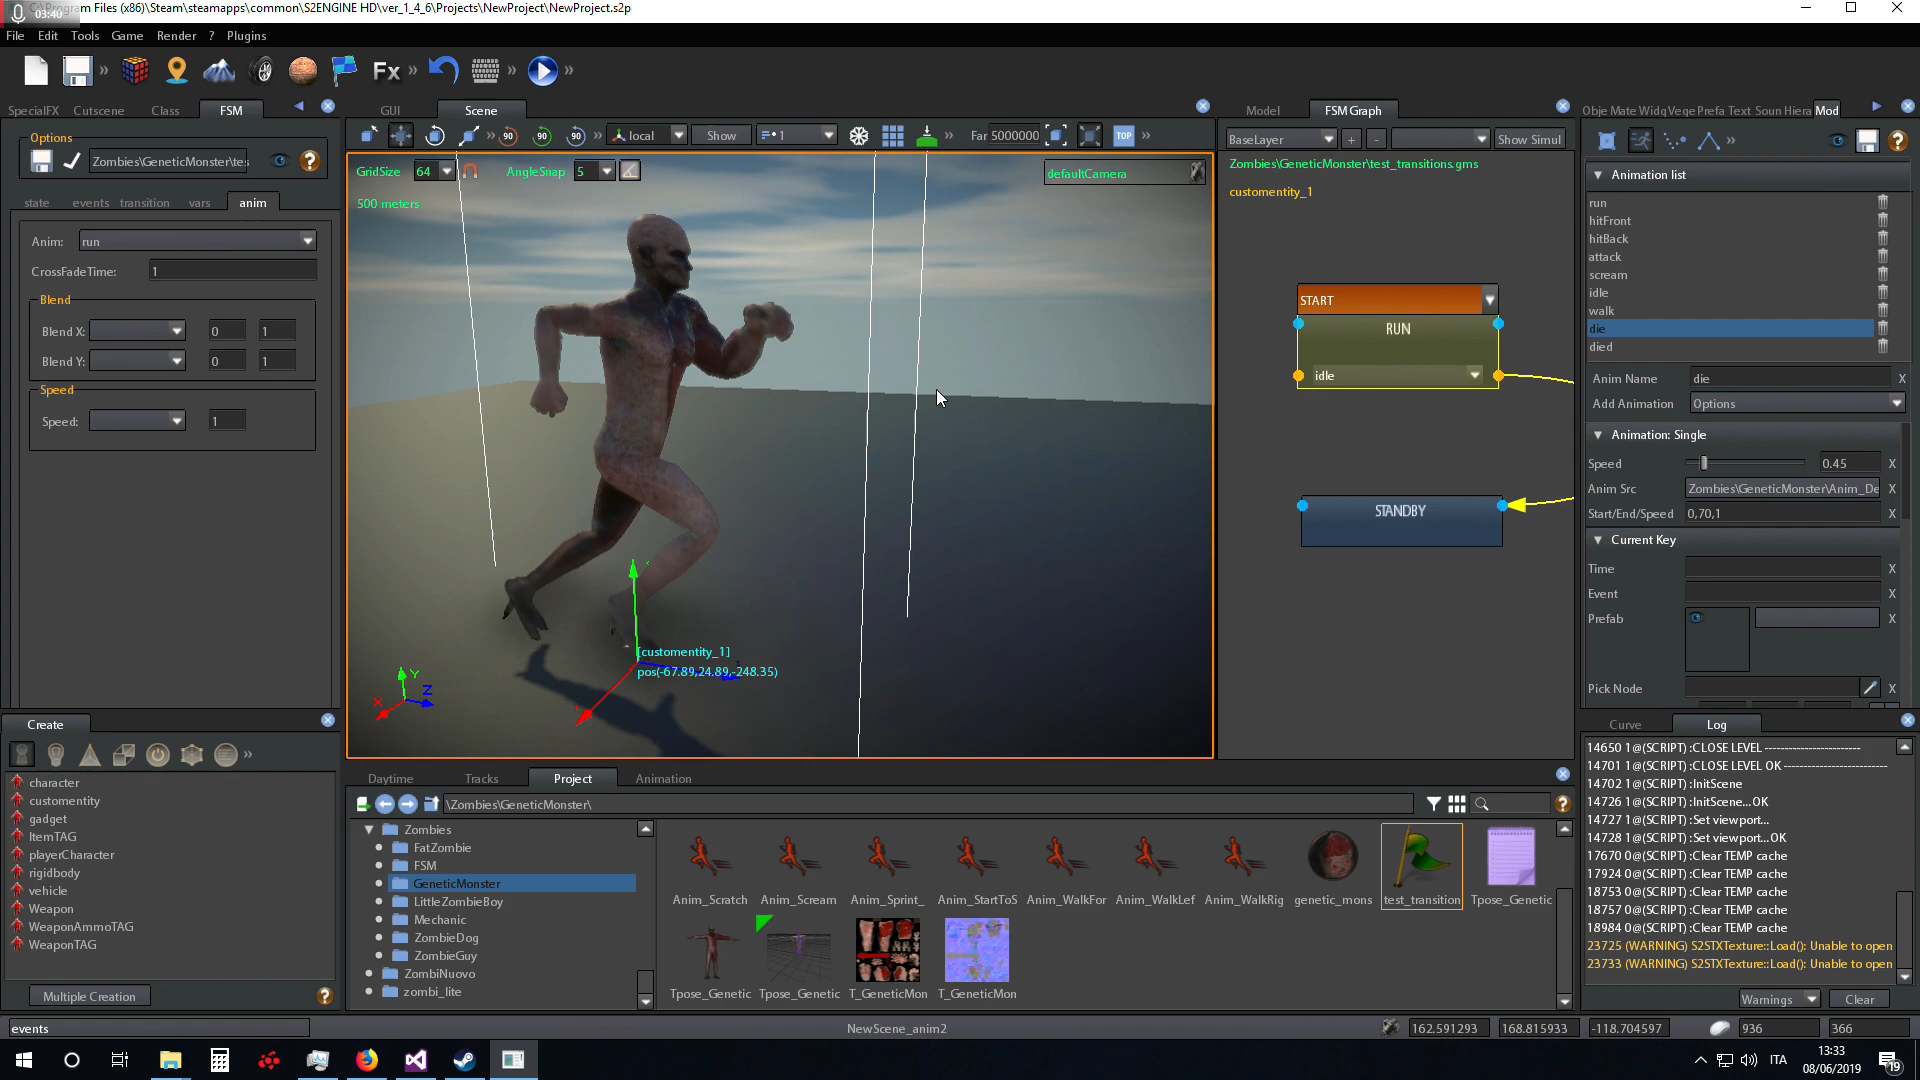 03:40
Program Files (x86)\Steam\steamapps\common\S2ENGINE HD\ver_1_4_6\Projects\NewProject\NewProject.s2p
File Edit Tools Game Render ? Plugins
Fx
SpecialFX Cutscene Class FSM
GUI Scene
Model FSM Graph
Obje Mate Widg Vege Prefa Text Soun Hiera Mod
local Show 1 Far 5000000 TOP
BaseLayer + - Show Simul
Options
Zombies\GeneticMonster\tes
state events transition vars anim
Anim: run
CrossFadeTime: 1
Blend
Blend X: 0 1
Blend Y: 0 1
Speed
Speed: 1
GridSize 64 AngleSnap 5
500 meters
defaultCamera
[customentity_1]
pos(-67.89,24.89,-248.35)
Y
Z
X
Zombies\GeneticMonster\test_transitions.gms
customentity_1
START
RUN
idle
STANDBY
Animation list
run
hitFront
hitBack
attack
scream
idle
walk
die
died
Anim Name die X
Add Animation Options
Animation: Single
Speed 0.45 X
Anim Src Zombies\GeneticMonster\Anim_De X
Start/End/Speed 0,70,1 X
Current Key
Time X
Event X
Prefab X
Pick Node X
Create
character
customentity
gadget
ItemTAG
playerCharacter
rigidbody
vehicle
Weapon
WeaponAmmoTAG
WeaponTAG
Multiple Creation
Daytime Tracks Project Animation
\Zombies\GeneticMonster\
Zombies
FatZombie
FSM
GeneticMonster
LittleZombieBoy
Mechanic
ZombieDog
ZombieGuy
ZombiNuovo
zombi_lite
Anim_Scratch Anim_Scream Anim_Sprint_ Anim_StartToS Anim_WalkFor Anim_WalkLef Anim_WalkRig genetic_mons test_transition Tpose_Genetic
Tpose_Genetic Tpose_Genetic T_GeneticMon T_GeneticMon
Curve Log
14650 1@(SCRIPT) :CLOSE LEVEL -------------------------
14701 1@(SCRIPT) :CLOSE LEVEL OK ---------------------------
14702 1@(SCRIPT) :InitScene
14726 1@(SCRIPT) :InitScene...OK
14727 1@(SCRIPT) :Set viewport...
14728 1@(SCRIPT) :Set viewport...OK
17670 0@(SCRIPT) :Clear TEMP cache
17924 0@(SCRIPT) :Clear TEMP cache
18753 0@(SCRIPT) :Clear TEMP cache
18757 0@(SCRIPT) :Clear TEMP cache
18984 0@(SCRIPT) :Clear TEMP cache
23725 (WARNING) S2STXTexture::Load(): Unable to open
23733 (WARNING) S2STXTexture::Load(): Unable to open
Warnings Clear
events NewScene_anim2 162.591293 168.815933 -118.704597 936 366
ITA
13:33
08/06/2019
19